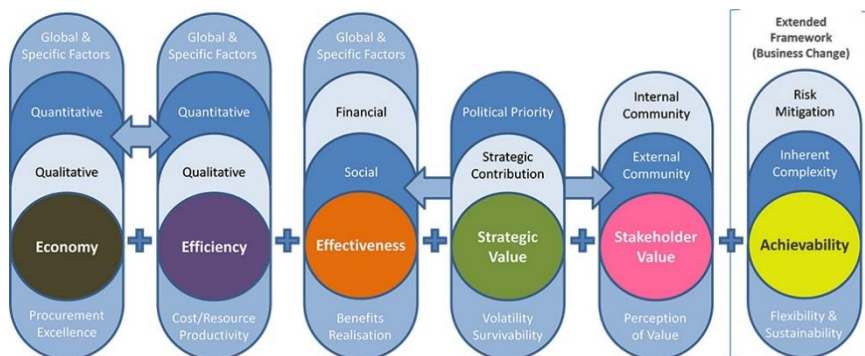 Global &
Specific Factors
Quantitative
Qualitative
Economy
Procurement
Excellence
Global &
Specific Factors
Quantitative
Qualitative
Efficiency
Cost/Resource
Productivity
Global &
Specific Factors
Financial
Social
Effectiveness
Benefits
Realisation
Political Priority
Strategic
Contribution
Strategic
Value
Volatility
Survivability
Internal
Community
External
Community
Stakeholder
Value
Perception
of Value
Extended
Framework
(Business Change)
Risk
Mitigation
Inherent
Complexity
Achievability
Flexibility &
Sustainability